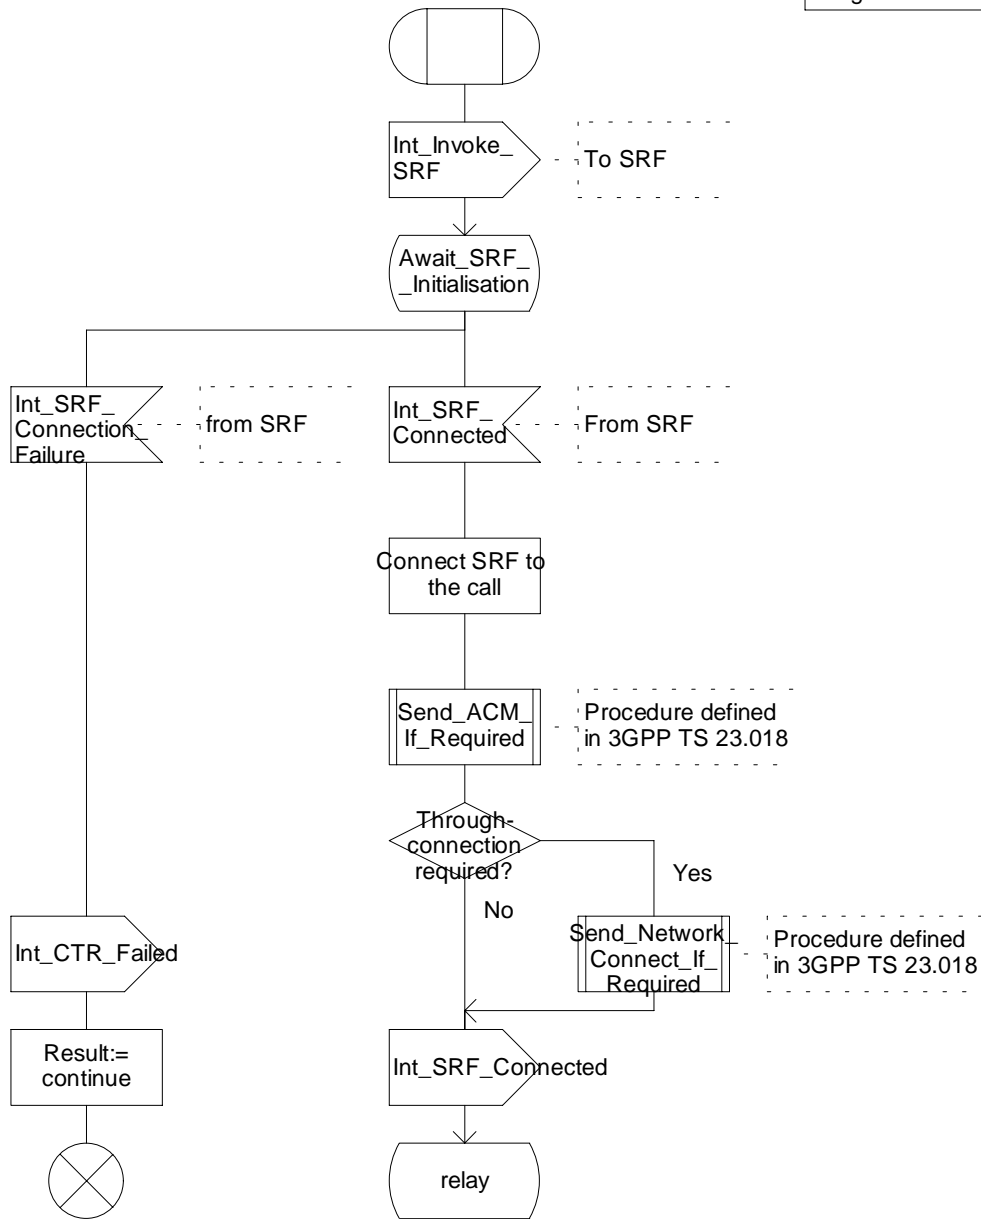 Int_Invoke_
SRF
To SRF
Await_SRF_
_Initialisation
Int_SRF_
Connection_
Failure
from SRF
Int_SRF_
Connected
From SRF
Connect SRF to
the call
Send_ACM_
If_Required
Procedure defined
in 3GPP TS 23.018
Through-
connection
required?
Yes
No
Int_CTR_Failed
Send_Network_
Connect_If_
Required
Procedure defined
in 3GPP TS 23.018
Result:=
continue
Int_SRF_Connected
relay